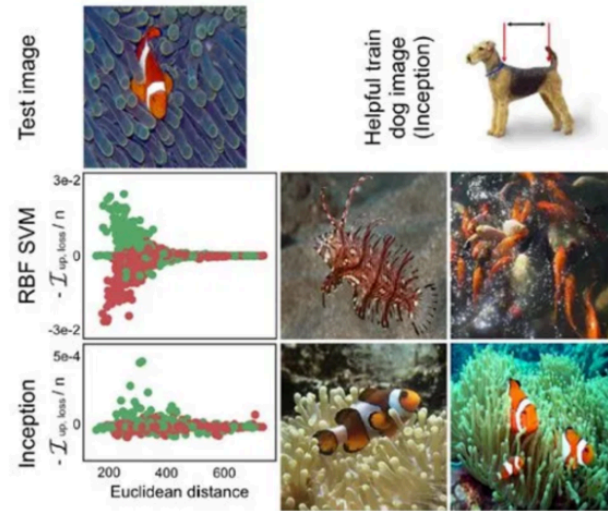 Test image
Helpful train
dog image
(Inception)
RBF SVM
- 𝓘up, loss / n
3e-2
0
-3e-2
Inception
- 𝓘up, loss / n
5e-4
0
200 400 600
Euclidean distance